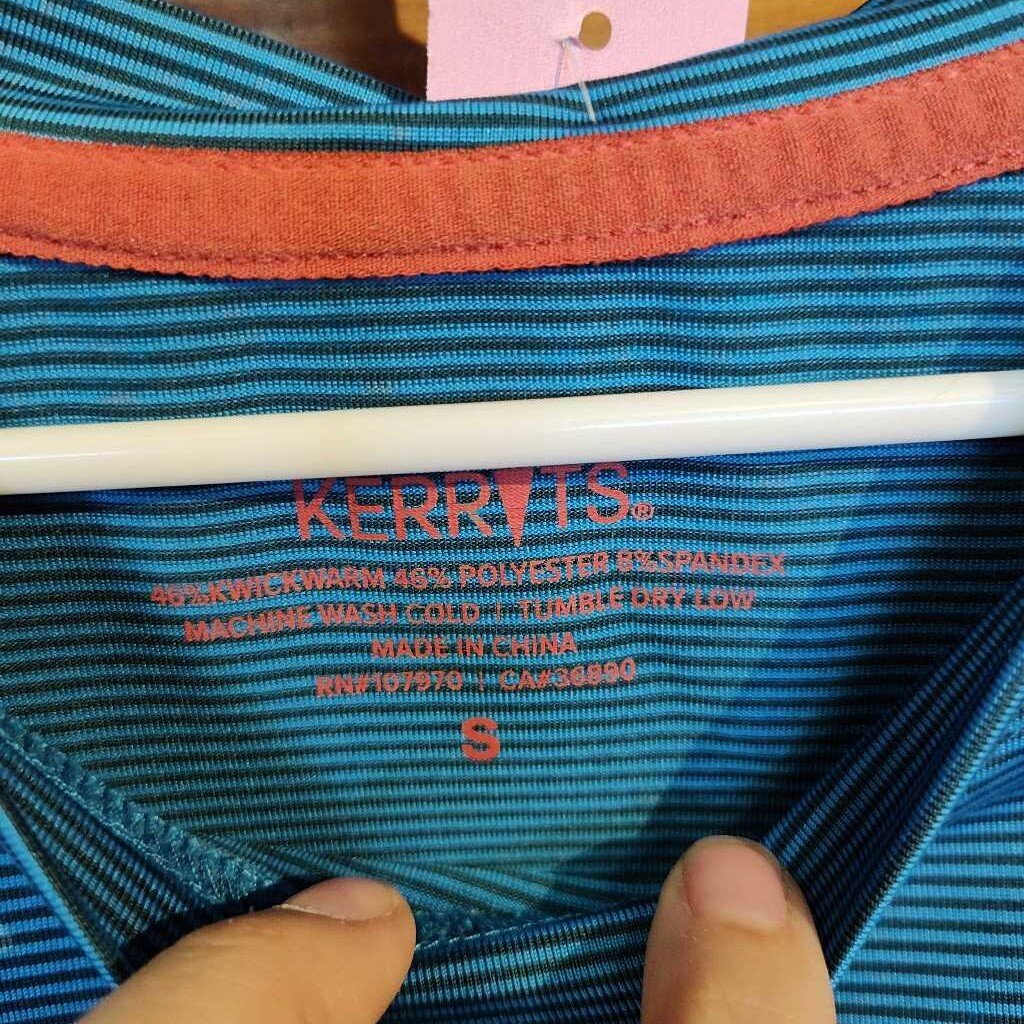 KERRITS®
46%KWICKWARM 46% POLYESTER 8%SPANDEX
MACHINE WASH COLD | TUMBLE DRY LOW
MADE IN CHINA
RN#107970 | CA#36890
S